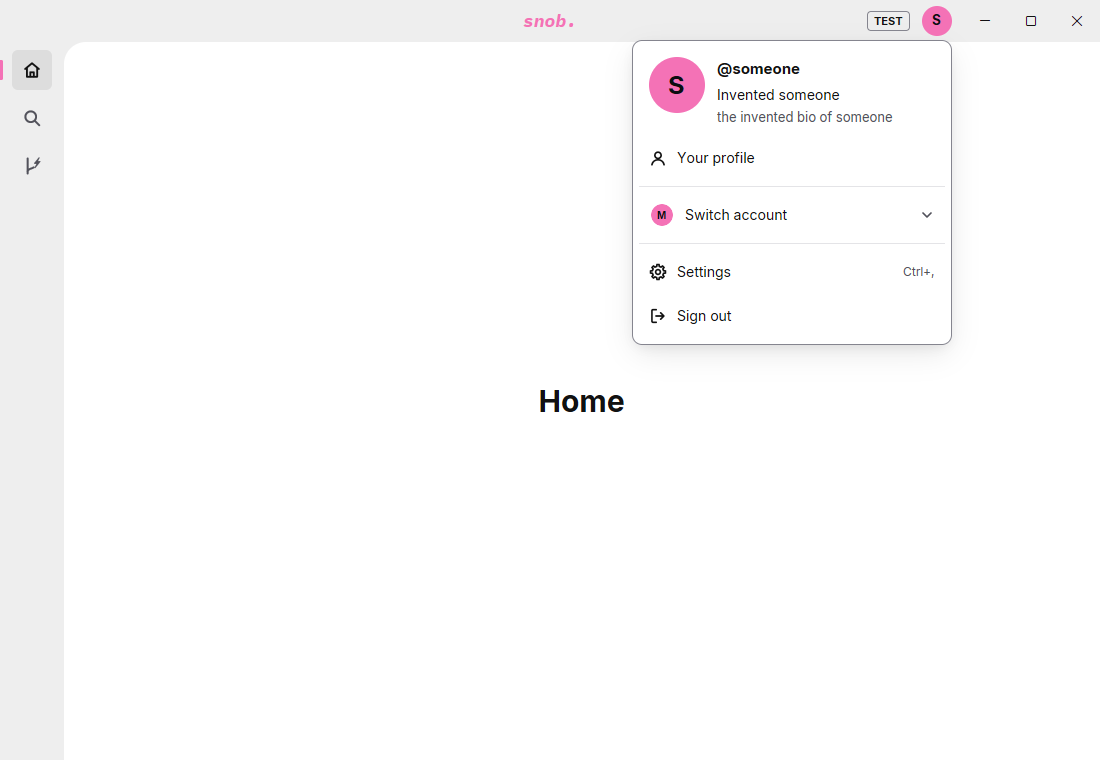 snob.
TEST
S
S
@someone
Invented someone
the invented bio of someone
Your profile
M
Switch account
Settings
Ctrl+,
Sign out
Home